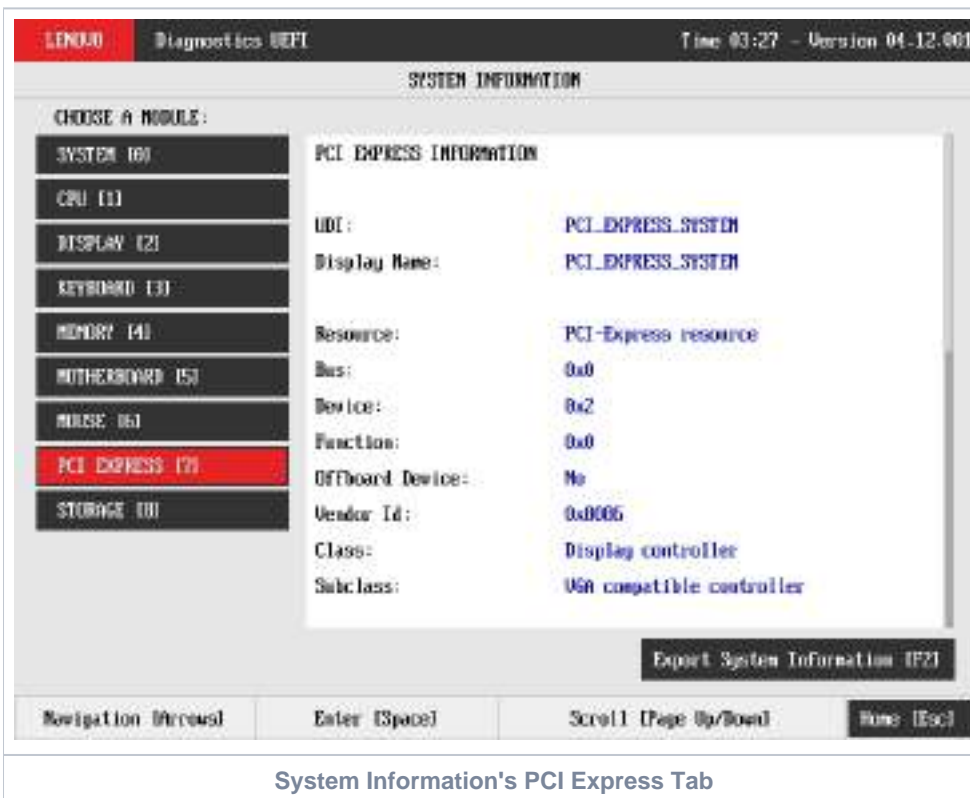 LENOVO Diagnostics UEFI Time 03:27 - Version 04.12.001
SYSTEM INFORMATION
CHOOSE A MODULE:
SYSTEM [0]
CPU [1]
DISPLAY [2]
KEYBOARD [3]
MEMORY [4]
MOTHERBOARD [5]
MOUSE [6]
PCI EXPRESS [7]
STORAGE [8]
PCI EXPRESS INFORMATION
UDI: PCI_EXPRESS_SYSTEM
Display Name: PCI_EXPRESS_SYSTEM
Resource: PCI-Express resource
Bus: 0x0
Device: 0x2
Function: 0x0
Offboard Device: No
Vendor Id: 0x8086
Class: Display controller
Subclass: VGA compatible controller
Export System Information [F2]
Navigation [Arrows] Enter [Space] Scroll [Page Up/Down] Home [Esc]
System Information's PCI Express Tab